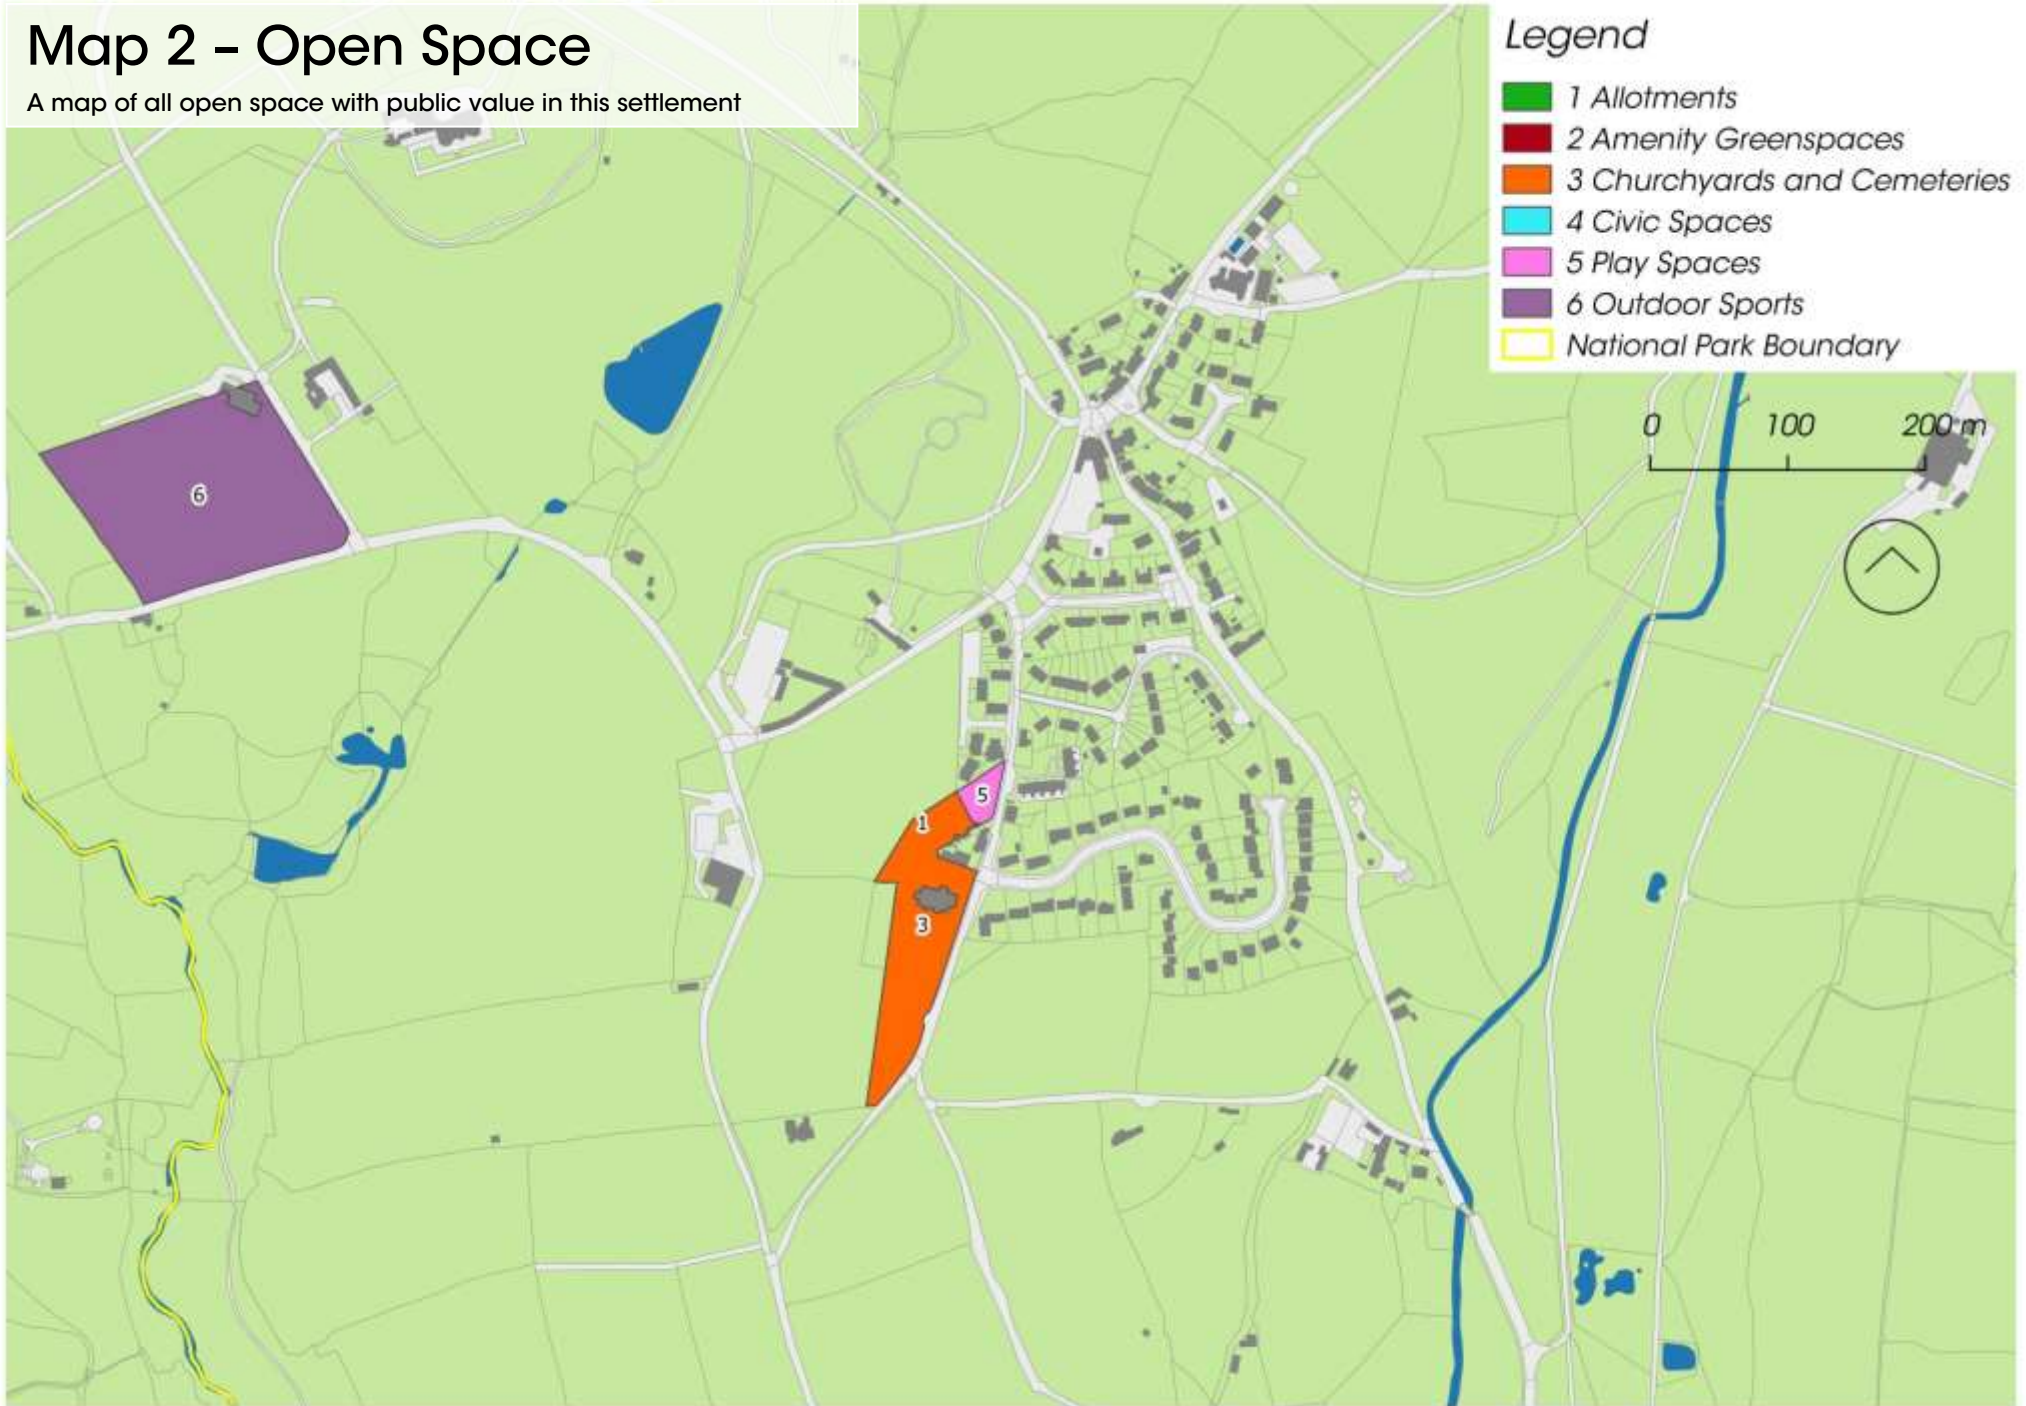 Map 2 – Open Space
A map of all open space with public value in this settlement
Legend
1 Allotments
2 Amenity Greenspaces
3 Churchyards and Cemeteries
4 Civic Spaces
5 Play Spaces
6 Outdoor Sports
National Park Boundary
0 100 200 m
6
5
1
3